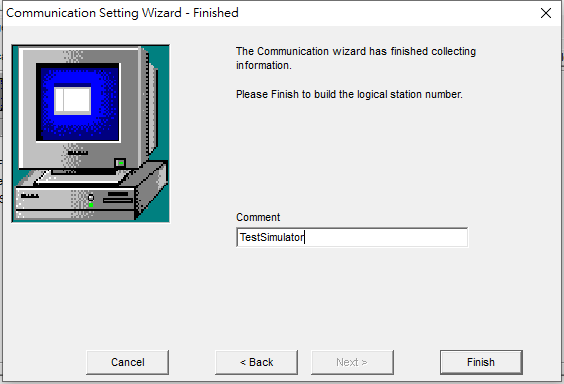 Communication Setting Wizard - Finished
The Communication wizard has finished collecting
information.
Please Finish to build the logical station number.
Comment
TestSimulator
Cancel
< Back
Next >
Finish